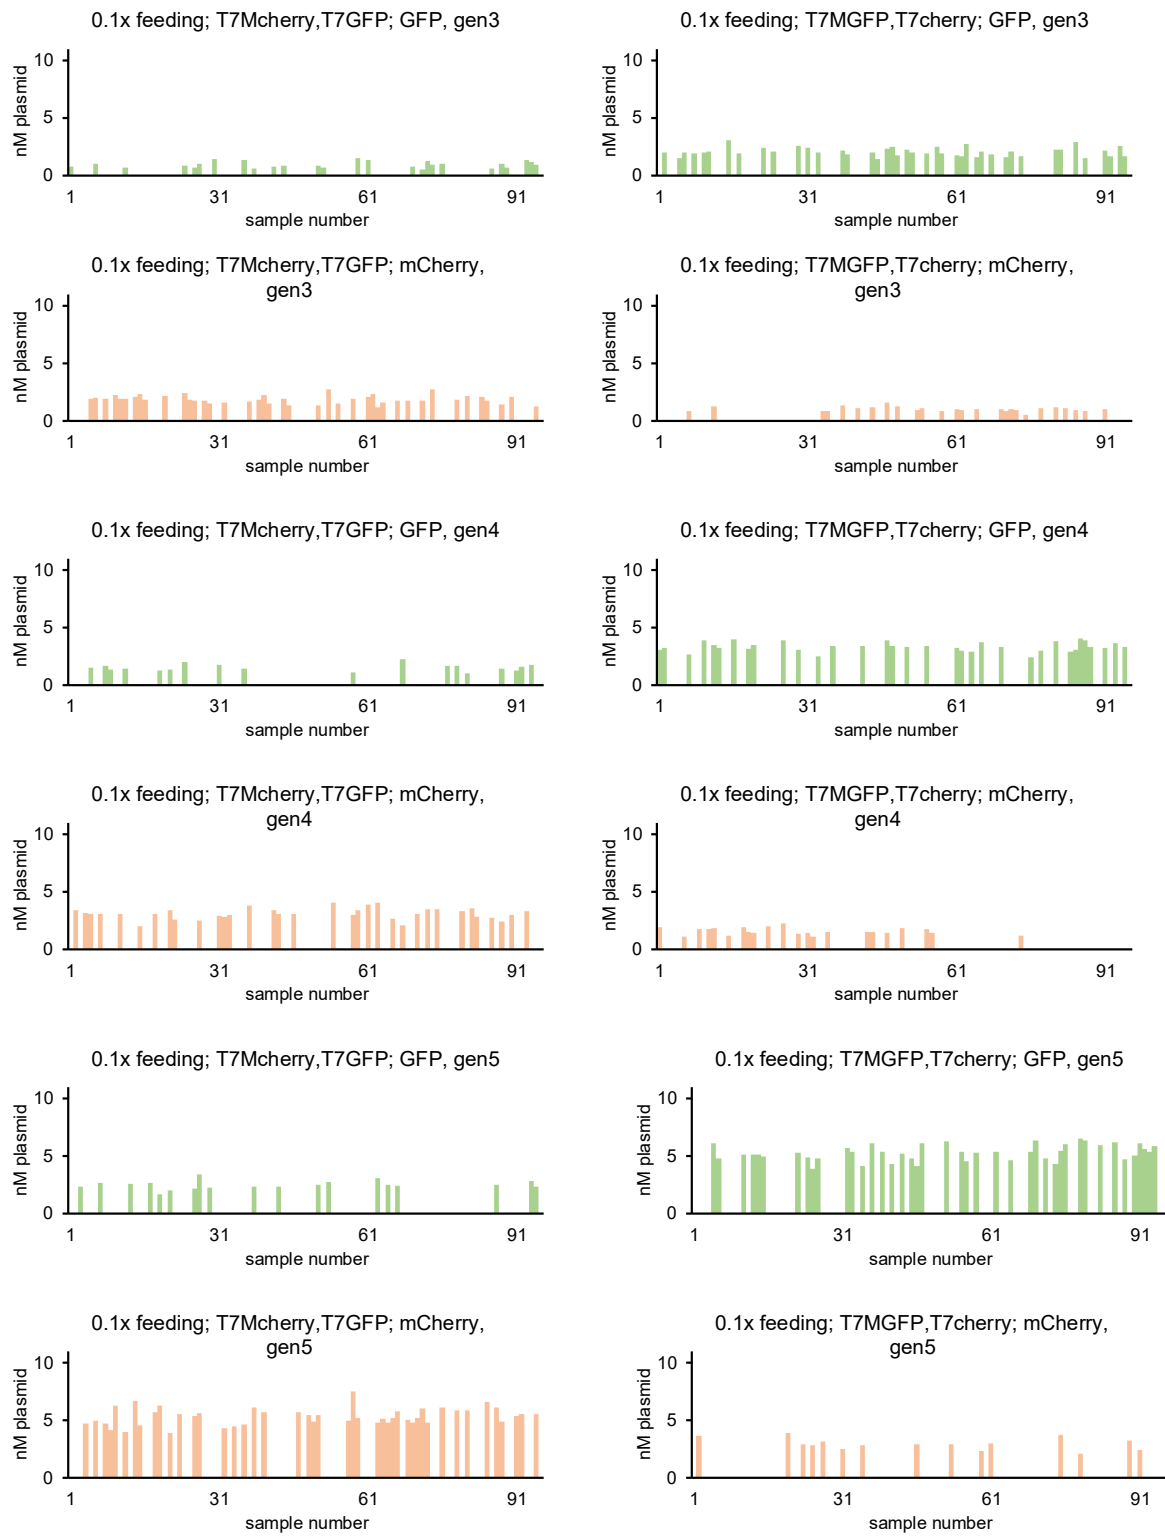 0.1x feeding; T7Mcherry,T7GFP; GFP, gen3
10
5
0
nM plasmid
1 31 61 91
sample number
0.1x feeding; T7MGFP,T7cherry; GFP, gen3
10
5
0
nM plasmid
1 31 61 91
sample number
0.1x feeding; T7Mcherry,T7GFP; mCherry,
gen3
10
5
0
nM plasmid
1 31 61 91
sample number
0.1x feeding; T7MGFP,T7cherry; mCherry,
gen3
10
5
0
nM plasmid
1 31 61 91
sample number
0.1x feeding; T7Mcherry,T7GFP; GFP, gen4
10
5
0
nM plasmid
1 31 61 91
sample number
0.1x feeding; T7MGFP,T7cherry; GFP, gen4
10
5
0
nM plasmid
1 31 61 91
sample number
0.1x feeding; T7Mcherry,T7GFP; mCherry,
gen4
10
5
0
nM plasmid
1 31 61 91
sample number
0.1x feeding; T7MGFP,T7cherry; mCherry,
gen4
10
5
0
nM plasmid
1 31 61 91
sample number
0.1x feeding; T7Mcherry,T7GFP; GFP, gen5
10
5
0
nM plasmid
1 31 61 91
sample number
0.1x feeding; T7MGFP,T7cherry; GFP, gen5
10
5
0
nM plasmid
1 31 61 91
sample number
0.1x feeding; T7Mcherry,T7GFP; mCherry,
gen5
10
5
0
nM plasmid
1 31 61 91
sample number
0.1x feeding; T7MGFP,T7cherry; mCherry,
gen5
10
5
0
nM plasmid
1 31 61 91
sample number